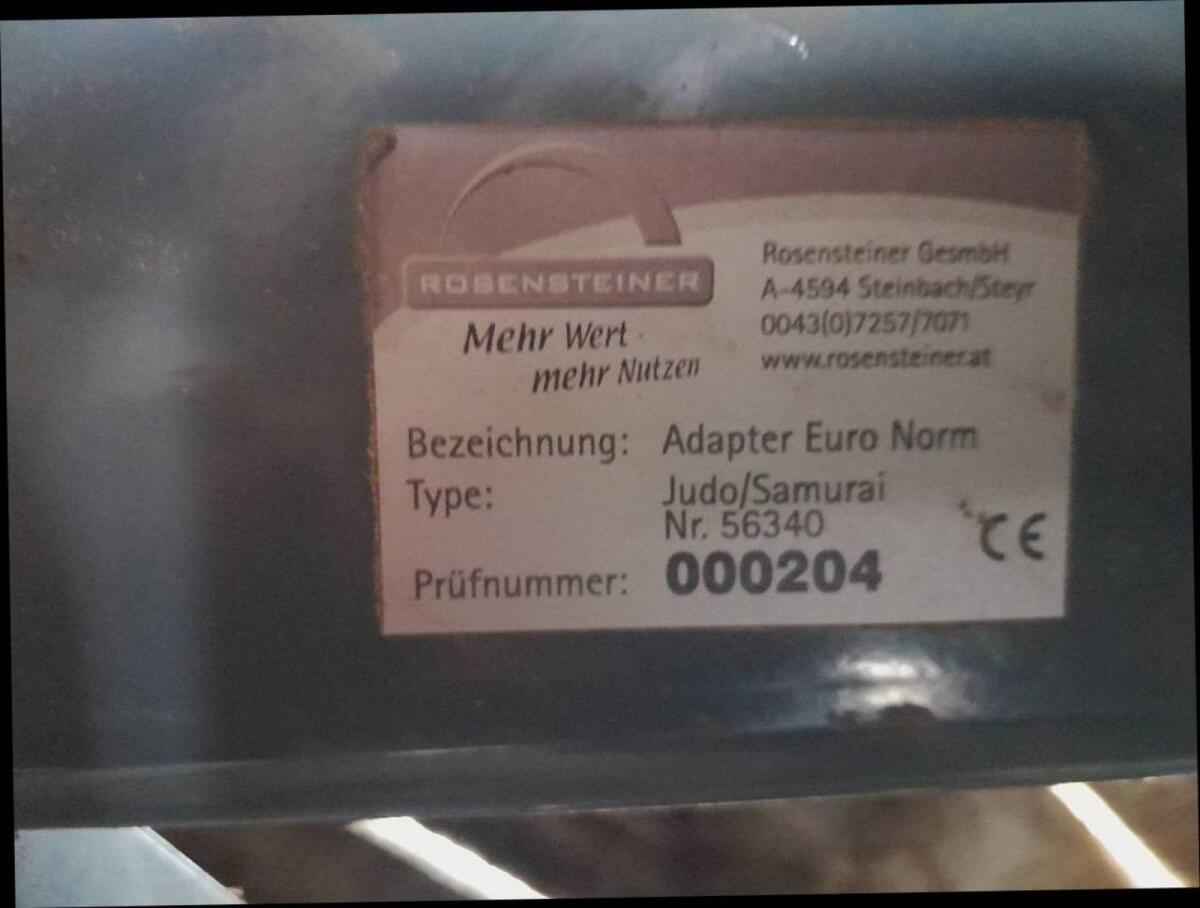 ROSENSTEINER
Mehr Wert
mehr Nutzen
Rosensteiner GesmbH
A-4594 Steinbach/Steyr
0043(0)7257/7071
www.rosensteiner.at
Bezeichnung: Adapter Euro Norm
Type: Judo/Samurai
Nr. 56340
Prüfnummer: 000204
CE